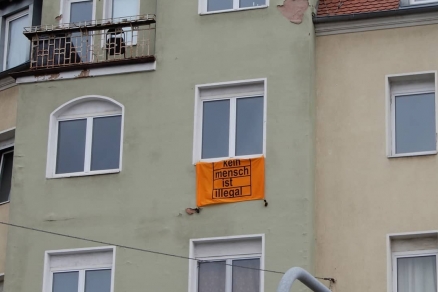 kein
mensch
ist
illegal